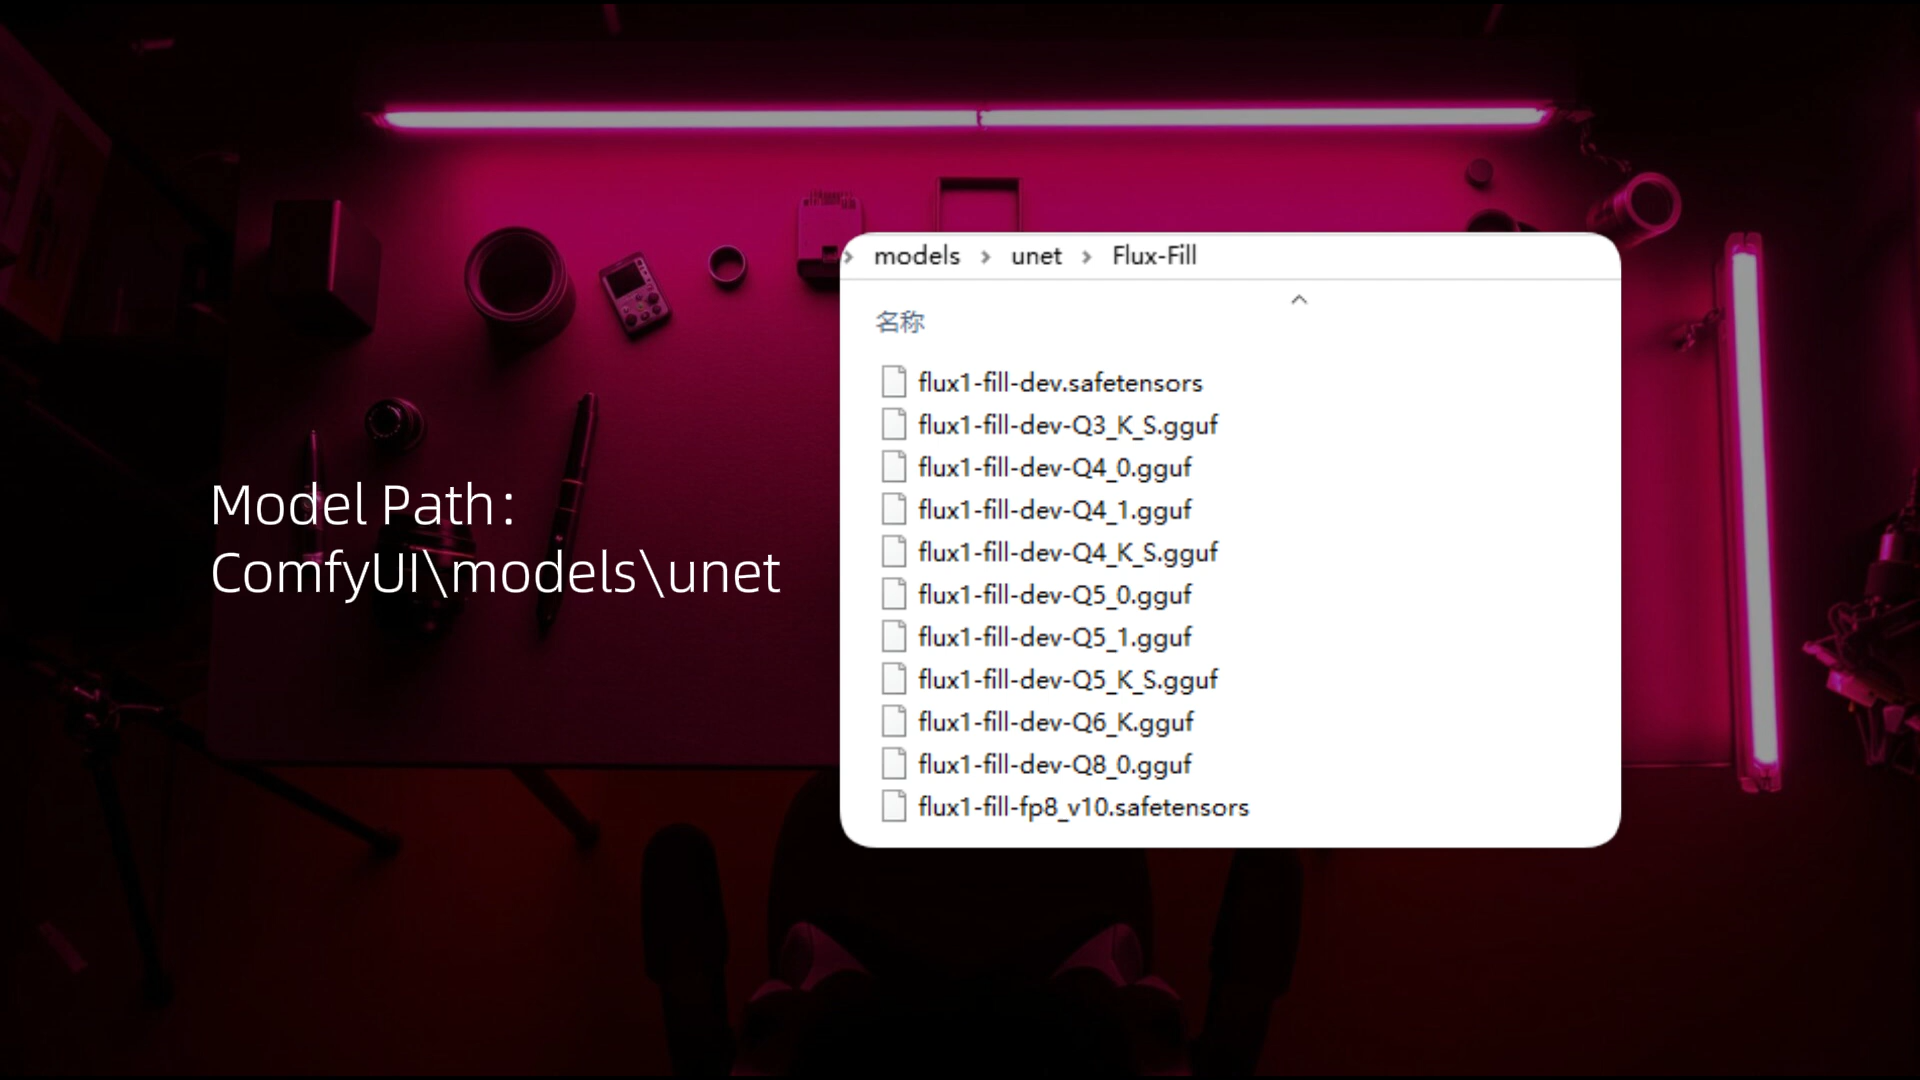 Model Path：
ComfyUI\models\unet
models > unet > Flux-Fill
名称
flux1-fill-dev.safetensors
flux1-fill-dev-Q3_K_S.gguf
flux1-fill-dev-Q4_0.gguf
flux1-fill-dev-Q4_1.gguf
flux1-fill-dev-Q4_K_S.gguf
flux1-fill-dev-Q5_0.gguf
flux1-fill-dev-Q5_1.gguf
flux1-fill-dev-Q5_K_S.gguf
flux1-fill-dev-Q6_K.gguf
flux1-fill-dev-Q8_0.gguf
flux1-fill-fp8_v10.safetensors